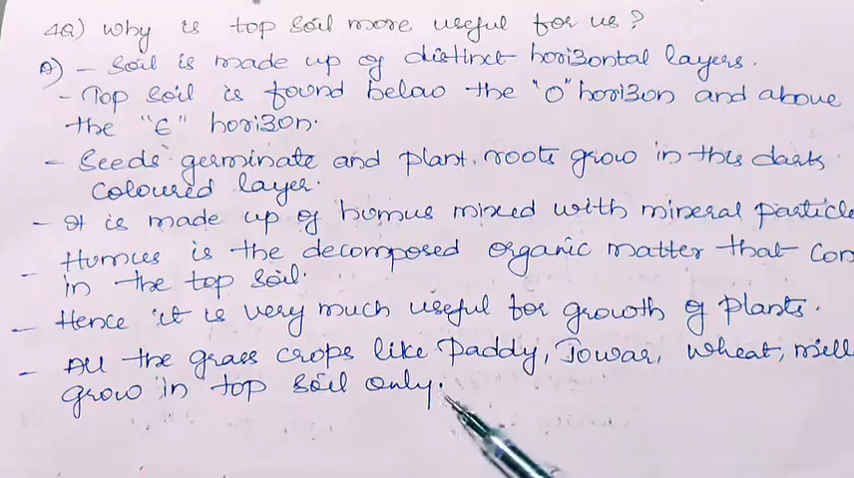 4Q) Why is top soil more useful for us?
A) - Soil is made up of distinct horizontal layers.
- Top soil is found below the "O" horizon and above
the "E" horizon.
- Seeds germinate and plant roots grow in this dark
coloured layer.
- It is made up of humus mixed with mineral particle
- Humus is the decomposed organic matter that con
in the top soil.
- Hence it is very much useful for growth of plants.
- All the grass crops like Paddy, Jowar, Wheat, mill
grow in top soil only.